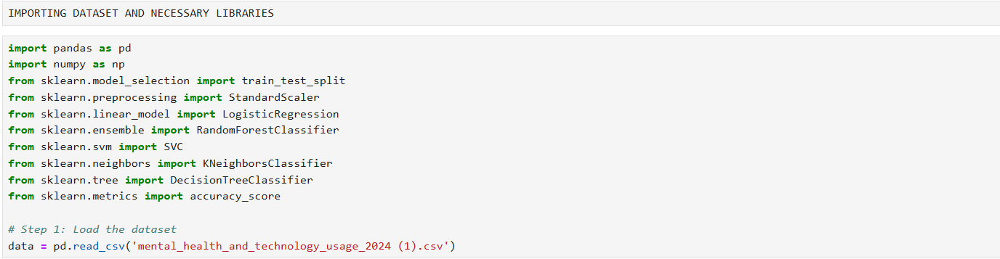 IMPORTING DATASET AND NECESSARY LIBRARIES
import pandas as pd
import numpy as np
from sklearn.model_selection import train_test_split
from sklearn.preprocessing import StandardScaler
from sklearn.linear_model import LogisticRegression
from sklearn.ensemble import RandomForestClassifier
from sklearn.svm import SVC
from sklearn.neighbors import KNeighborsClassifier
from sklearn.tree import DecisionTreeClassifier
from sklearn.metrics import accuracy_score
# Step 1: Load the dataset
data = pd.read_csv('mental_health_and_technology_usage_2024 (1).csv')